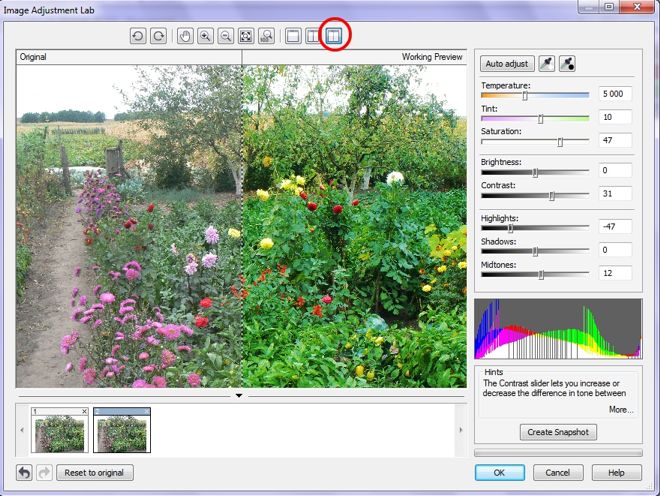 Image Adjustment Lab
Original
Working Preview
Auto adjust
Temperature:
5 000
Tint:
10
Saturation:
47
Brightness:
0
Contrast:
31
Highlights:
-47
Shadows:
0
Midtones:
12
Hints
The Contrast slider lets you increase or
decrease the difference in tone between
More...
Create Snapshot
1
2
Reset to original
OK
Cancel
Help